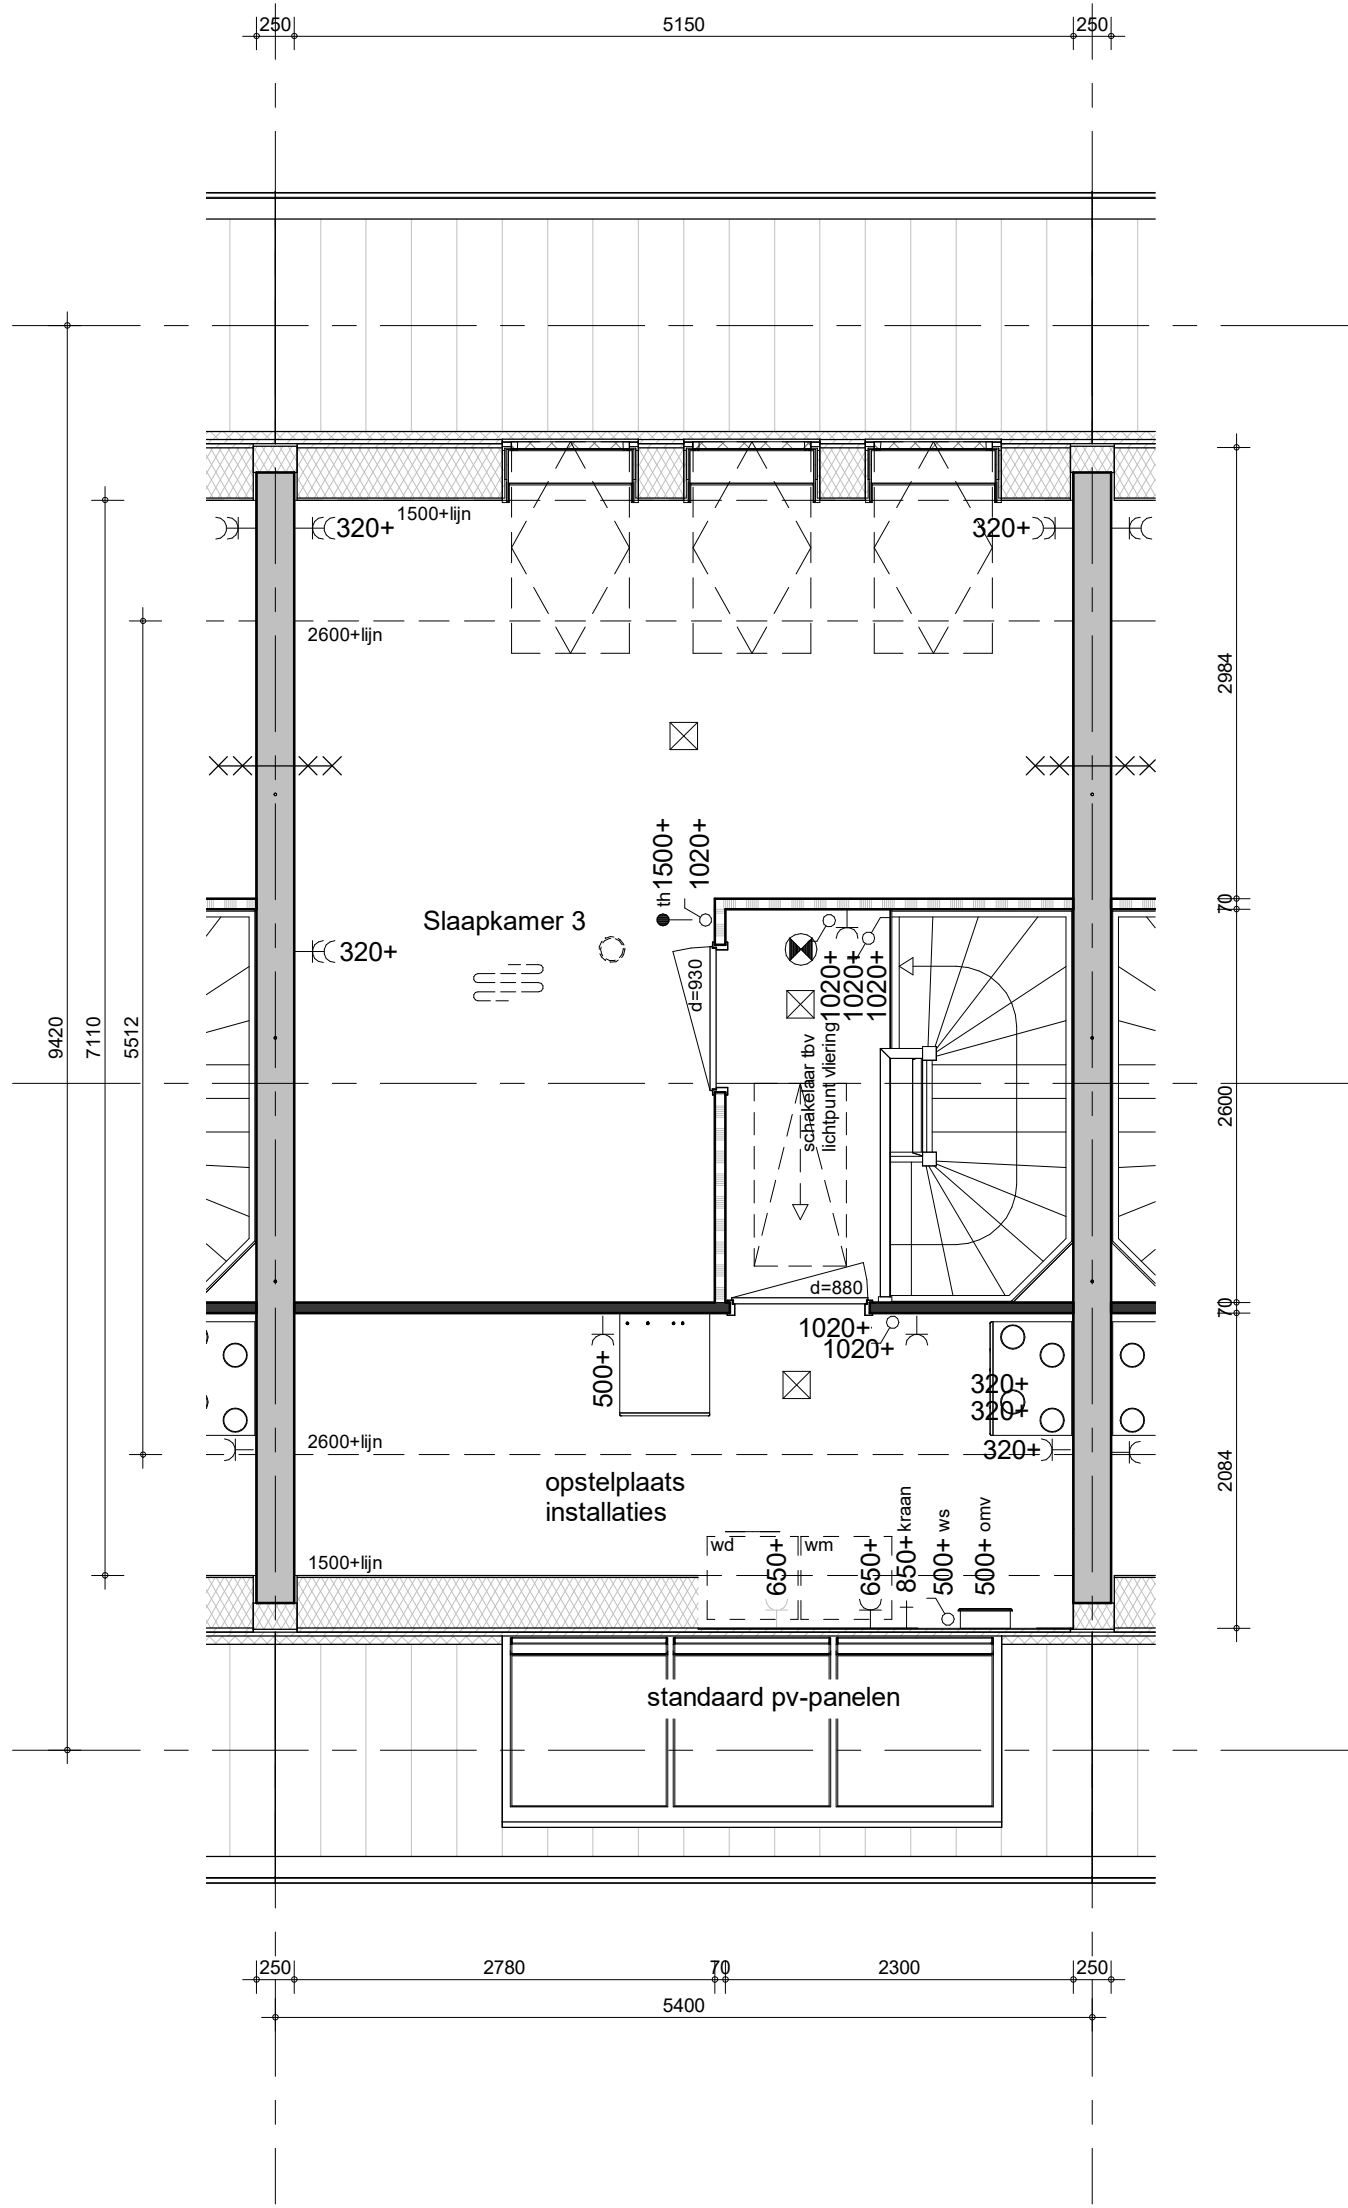 250
5150
250
1500+lijn
320+
320+
2600+lijn
2984
th 1500+
1020+
70
Slaapkamer 3
320+
d=930
1020+
1020+
1020+
schakelaar tbv
lichtpunt vliering
9420
7110
5512
2600
d=880
70
1020+
1020+
500+
320+
320+
2600+lijn
320+
2084
opstelplaats
installaties
1500+lijn
wd
650+
wm
650+
850+ kraan
500+ ws
500+ omv
standaard pv-panelen
250
2780
70
2300
250
5400